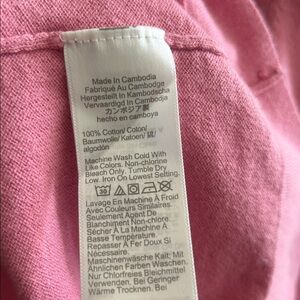 Made In Cambodia
Fabriqué Au Cambodge
Hergestellt in Kambodscha
Vervaardigd in Cambodja
カンボジア製
hecho en camboya
100% Cotton/ Coton/
Baumwolle/ Katoen/ 綿/
algodón
Machine Wash Cold With
Like Colors. Non-chlorine
Bleach Only. Tumble Dry
Low. Iron On Lowest Setting.
Lavage En Machine À Froid
Avec Couleurs Similaires.
Seulement Agent De
Blanchiment Non-chlore.
Sécher À La Machine À
Basse Température.
Repasser À Fer Doux Si
Nécessaire.
Maschinenwäsche Kalt; Mit
Ähnlichen Farben Waschen.
Nur Chlorfreies Bleichmittel
Verwenden. Bei Geringer
Wärme Trocknen. Bei